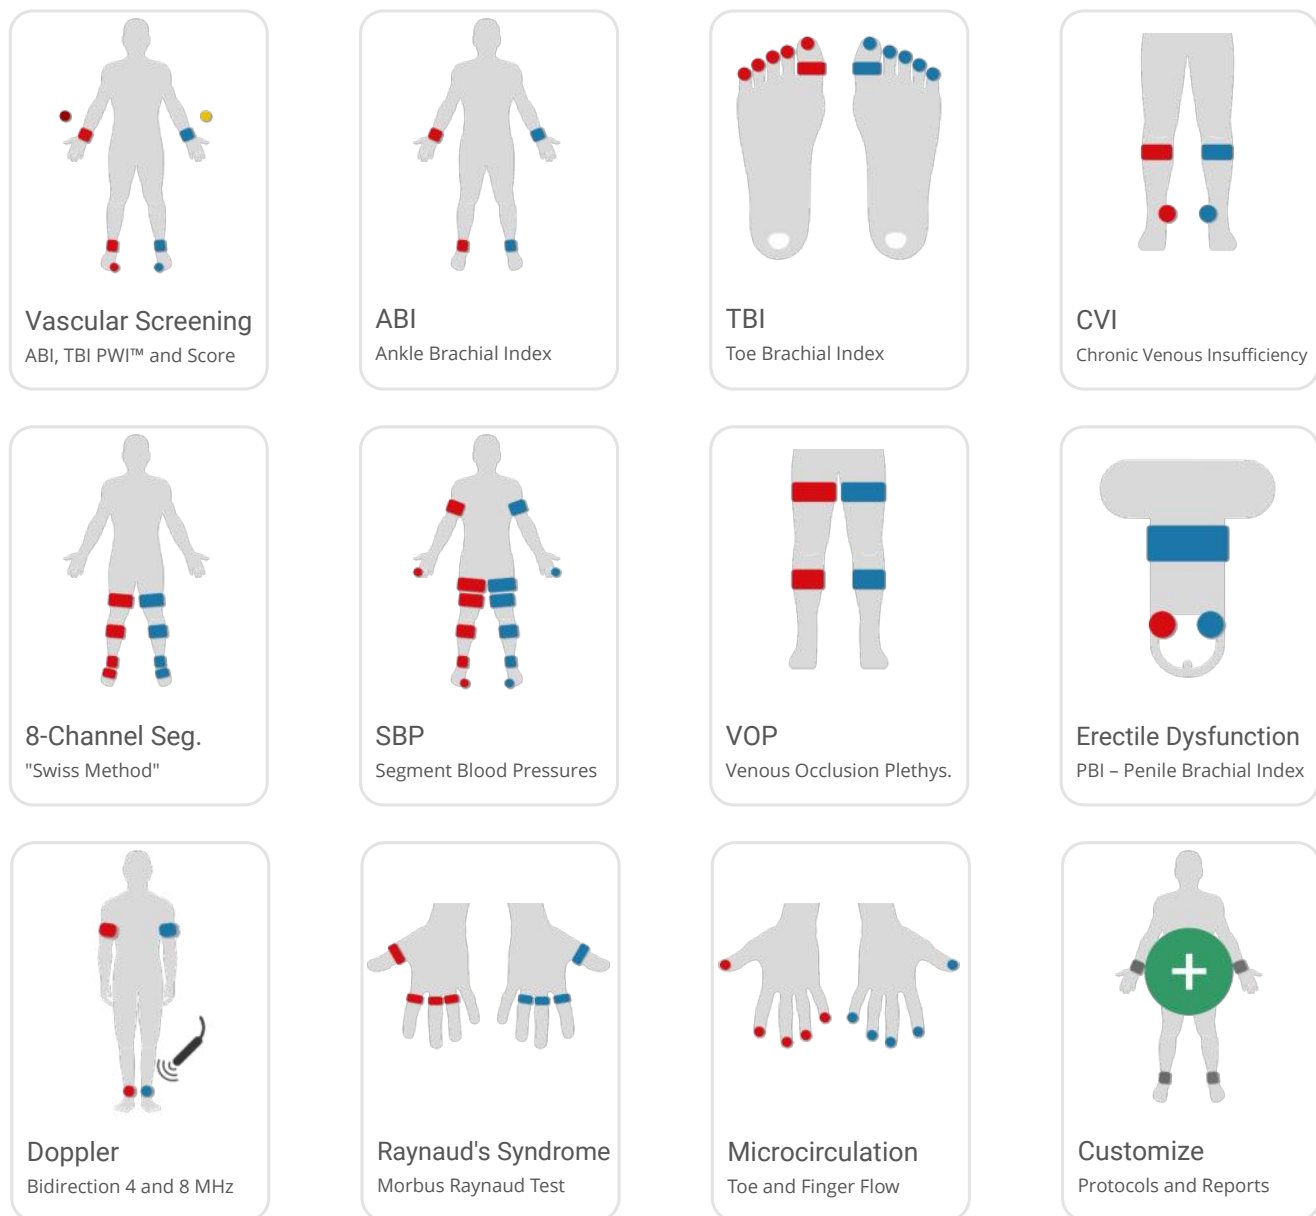 Vascular Screening
ABI, TBI PWI™ and Score
ABI
Ankle Brachial Index
TBI
Toe Brachial Index
CVI
Chronic Venous Insufficiency
8-Channel Seg.
"Swiss Method"
SBP
Segment Blood Pressures
VOP
Venous Occlusion Plethys.
Erectile Dysfunction
PBI – Penile Brachial Index
Doppler
Bidirection 4 and 8 MHz
Raynaud's Syndrome
Morbus Raynaud Test
Microcirculation
Toe and Finger Flow
Customize
Protocols and Reports